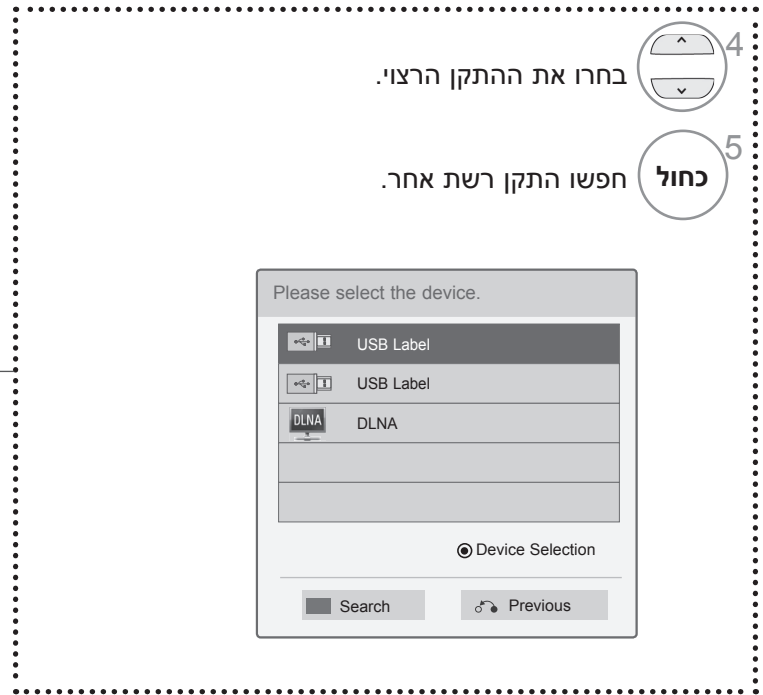 4
בחרו את ההתקן הרצוי.
5
כחול
חפשו התקן רשת אחר.
Please select the device.
USB Label
USB Label
DLNA DLNA
Device Selection
Search Previous